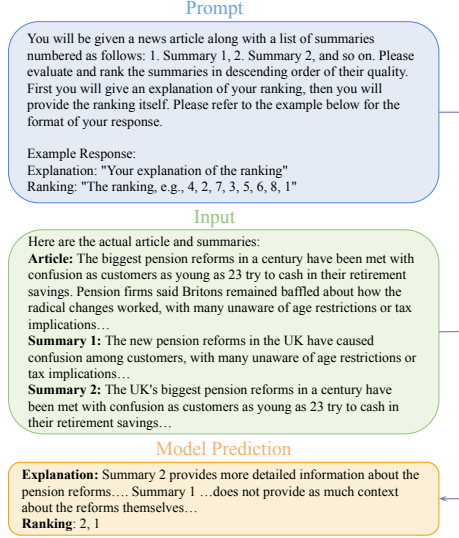 Prompt
You will be given a news article along with a list of summaries
numbered as follows: 1. Summary 1, 2. Summary 2, and so on. Please
evaluate and rank the summaries in descending order of their quality.
First you will give an explanation of your ranking, then you will
provide the ranking itself. Please refer to the example below for the
format of your response.
Example Response:
Explanation: "Your explanation of the ranking"
Ranking: "The ranking, e.g., 4, 2, 7, 3, 5, 6, 8, 1"
Input
Here are the actual article and summaries:
Article: The biggest pension reforms in a century have been met with
confusion as customers as young as 23 try to cash in their retirement
savings. Pension firms said Britons remained baffled about how the
radical changes worked, with many unaware of age restrictions or tax
implications…
Summary 1: The new pension reforms in the UK have caused
confusion among customers, with many unaware of age restrictions or
tax implications…
Summary 2: The UK's biggest pension reforms in a century have
been met with confusion as customers as young as 23 try to cash in
their retirement savings…
Model Prediction
Explanation: Summary 2 provides more detailed information about the
pension reforms…. Summary 1 …does not provide as much context
about the reforms themselves…
Ranking: 2, 1